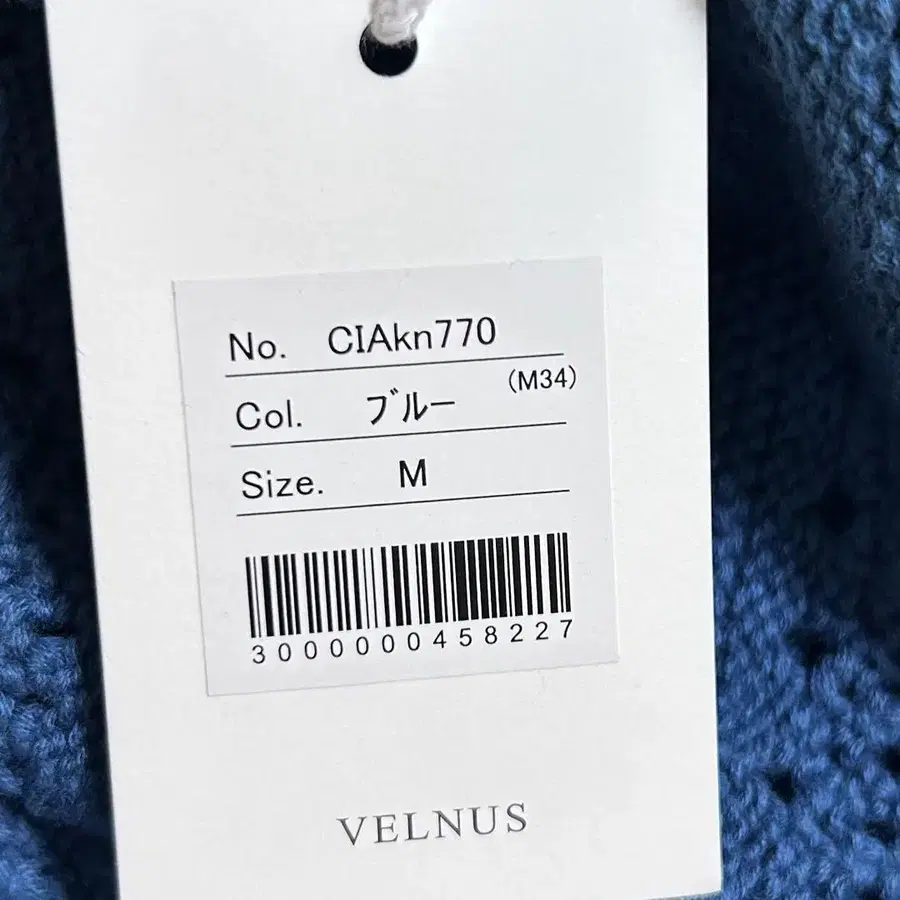 No. CIAkn770
Col. ブルー (M34)
Size. M
3000000458227
VELNUS